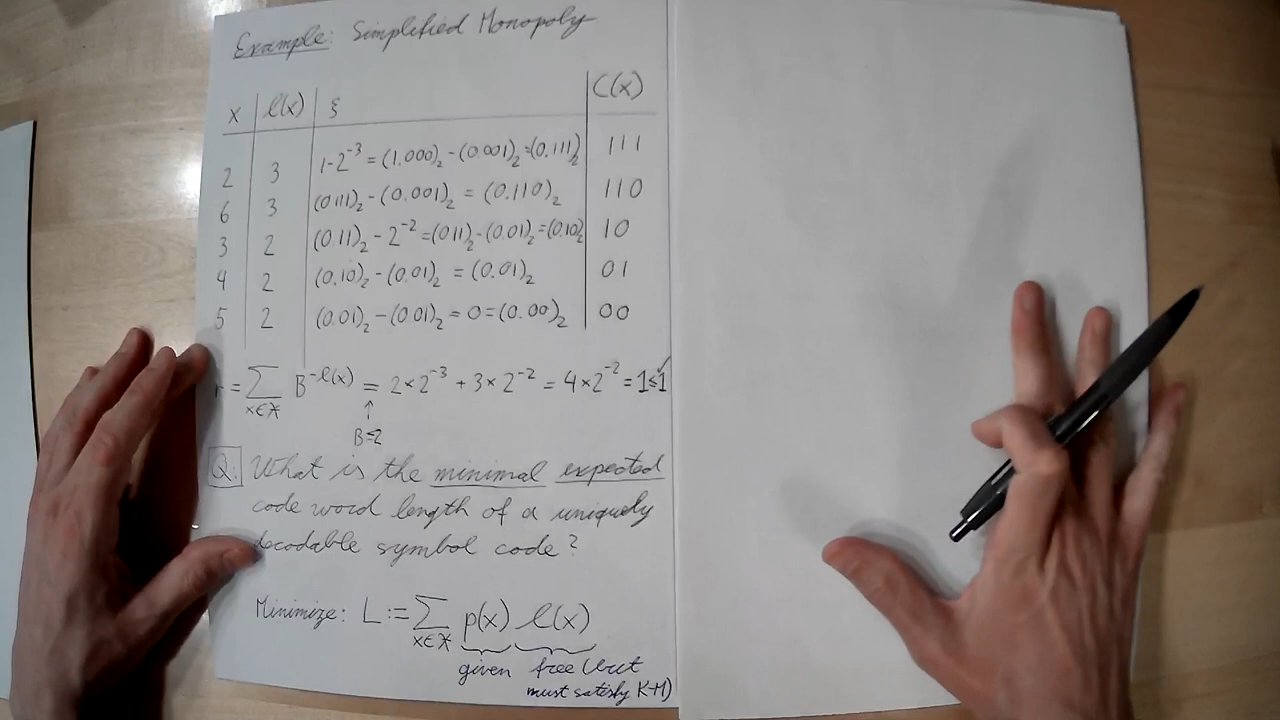 Example: Simplified Monopoly
x | ℓ(x) | ξ | C(x)
2 | 3 | 1-2⁻³ = (1.000)₂ - (0.001)₂ = (0.111)₂ | 111
6 | 3 | (0.111)₂ - (0.001)₂ = (0.110)₂ | 110
3 | 2 | (0.11)₂ - 2⁻² = (0.11)₂ - (0.01)₂ = (0.10)₂ | 10
4 | 2 | (0.10)₂ - (0.01)₂ = (0.01)₂ | 01
5 | 2 | (0.01)₂ - (0.01)₂ = 0 = (0.00)₂ | 00
r = ∑ B^-ℓ(x) = 2×2⁻³ + 3×2⁻² = 4×2⁻² = 1≤1 ✓
x∈𝒳 ↑
B=2
Q: What is the minimal expected
code word length of a uniquely
decodable symbol code?
Minimize: L := ∑ p(x) ℓ(x)
x∈𝒳
given free (but
must satisfy KM)